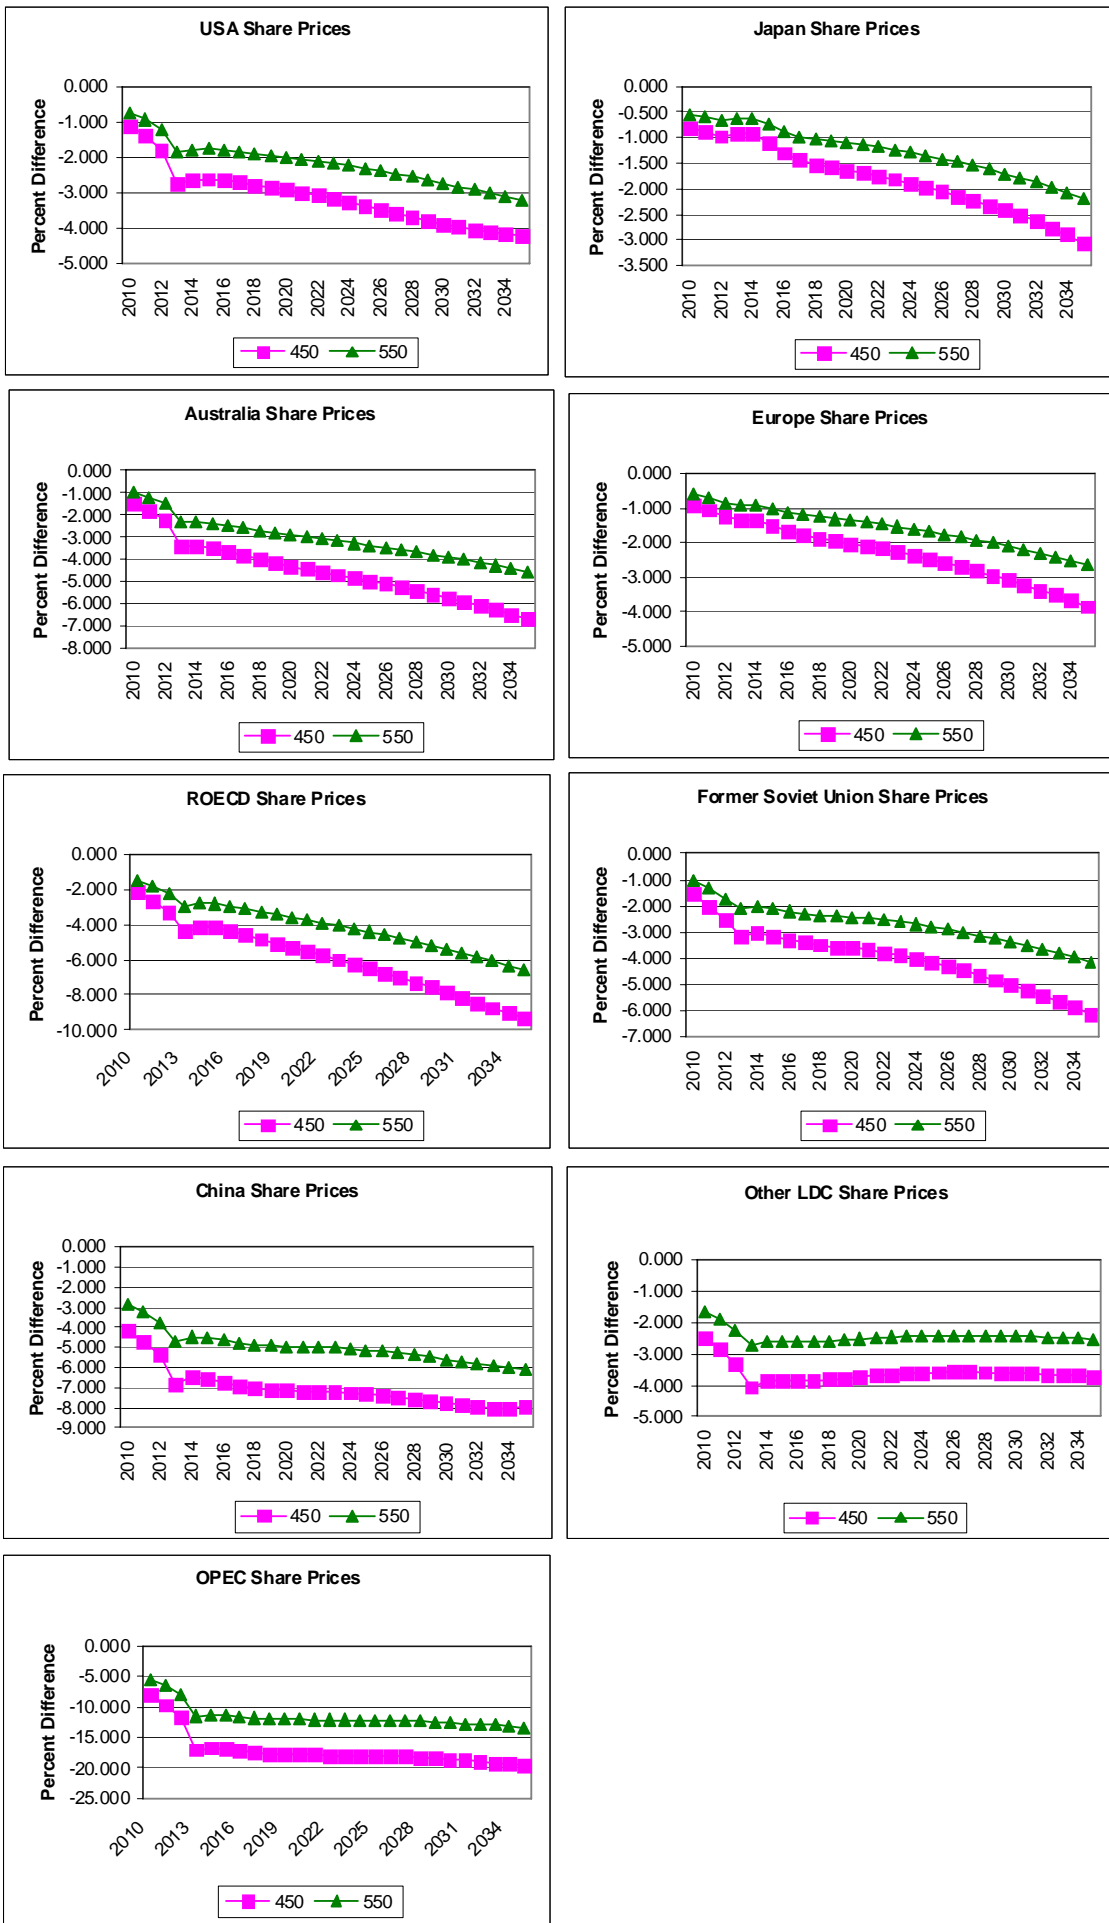 USA Share Prices
Percent Difference
0.000
-1.000
-2.000
-3.000
-4.000
-5.000
2010 2012 2014 2016 2018 2020 2022 2024 2026 2028 2030 2032 2034
450 550
Japan Share Prices
Percent Difference
0.000
-0.500
-1.000
-1.500
-2.000
-2.500
-3.000
-3.500
2010 2012 2014 2016 2018 2020 2022 2024 2026 2028 2030 2032 2034
450 550
Australia Share Prices
Percent Difference
0.000
-1.000
-2.000
-3.000
-4.000
-5.000
-6.000
-7.000
-8.000
2010 2012 2014 2016 2018 2020 2022 2024 2026 2028 2030 2032 2034
450 550
Europe Share Prices
Percent Difference
0.000
-1.000
-2.000
-3.000
-4.000
-5.000
2010 2012 2014 2016 2018 2020 2022 2024 2026 2028 2030 2032 2034
450 550
ROECD Share Prices
Percent Difference
0.000
-2.000
-4.000
-6.000
-8.000
-10.000
2010 2013 2016 2019 2022 2025 2028 2031 2034
450 550
Former Soviet Union Share Prices
Percent Difference
0.000
-1.000
-2.000
-3.000
-4.000
-5.000
-6.000
-7.000
2010 2012 2014 2016 2018 2020 2022 2024 2026 2028 2030 2032 2034
450 550
China Share Prices
Percent Difference
0.000
-1.000
-2.000
-3.000
-4.000
-5.000
-6.000
-7.000
-8.000
-9.000
2010 2012 2014 2016 2018 2020 2022 2024 2026 2028 2030 2032 2034
450 550
Other LDC Share Prices
Percent Difference
0.000
-1.000
-2.000
-3.000
-4.000
-5.000
2010 2012 2014 2016 2018 2020 2022 2024 2026 2028 2030 2032 2034
450 550
OPEC Share Prices
Percent Difference
0.000
-5.000
-10.000
-15.000
-20.000
-25.000
2010 2013 2016 2019 2022 2025 2028 2031 2034
450 550